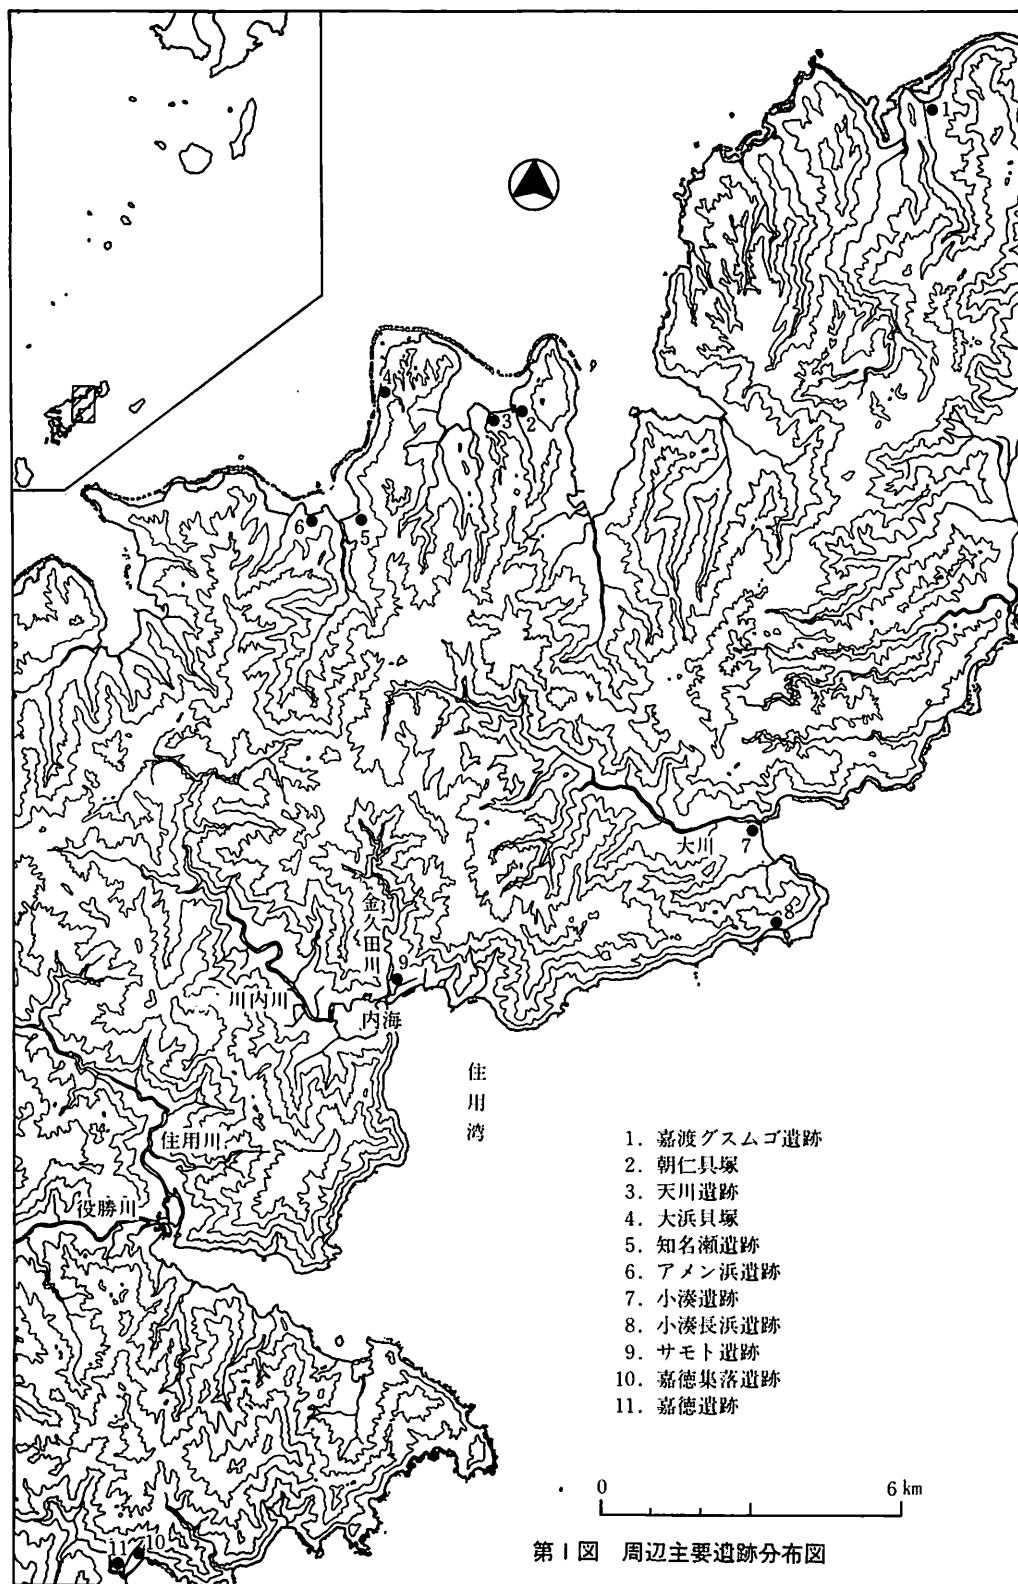 1
4
3
2
6
5
大川
7
8
金久田川
9
川内川
内海
住用湾
住用川
役勝川
1. 嘉渡グスムゴ遺跡
2. 朝仁貝塚
3. 天川遺跡
4. 大浜貝塚
5. 知名瀬遺跡
6. アメン浜遺跡
7. 小湊遺跡
8. 小湊長浜遺跡
9. サモト遺跡
10. 嘉徳集落遺跡
11. 嘉徳遺跡
0 6km
11 10
第1図 周辺主要遺跡分布図